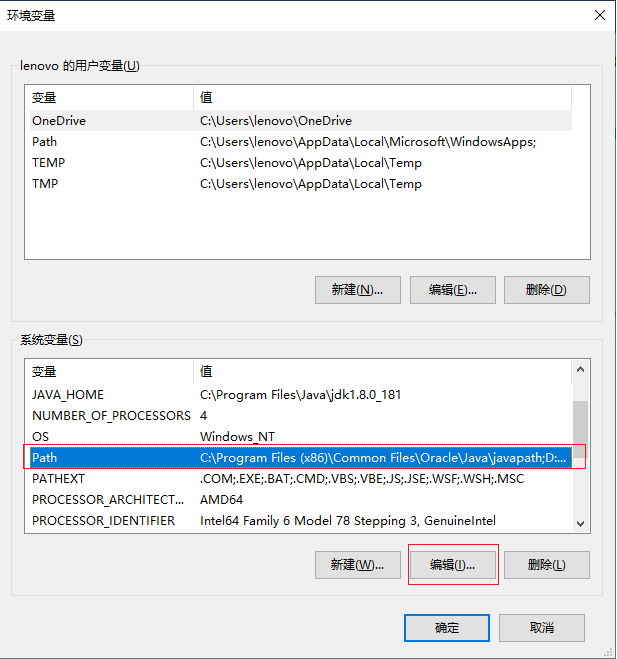 环境变量
lenovo 的用户变量(U)
变量 值
OneDrive C:\Users\lenovo\OneDrive
Path C:\Users\lenovo\AppData\Local\Microsoft\WindowsApps;
TEMP C:\Users\lenovo\AppData\Local\Temp
TMP C:\Users\lenovo\AppData\Local\Temp
新建(N)... 编辑(E)... 删除(D)
系统变量(S)
变量 值
JAVA_HOME C:\Program Files\Java\jdk1.8.0_181
NUMBER_OF_PROCESSORS 4
OS Windows_NT
Path C:\Program Files (x86)\Common Files\Oracle\Java\javapath;D:...
PATHEXT .COM;.EXE;.BAT;.CMD;.VBS;.VBE;.JS;.JSE;.WSF;.WSH;.MSC
PROCESSOR_ARCHITECT... AMD64
PROCESSOR_IDENTIFIER Intel64 Family 6 Model 78 Stepping 3, GenuineIntel
新建(W)... 编辑(I)... 删除(L)
确定 取消